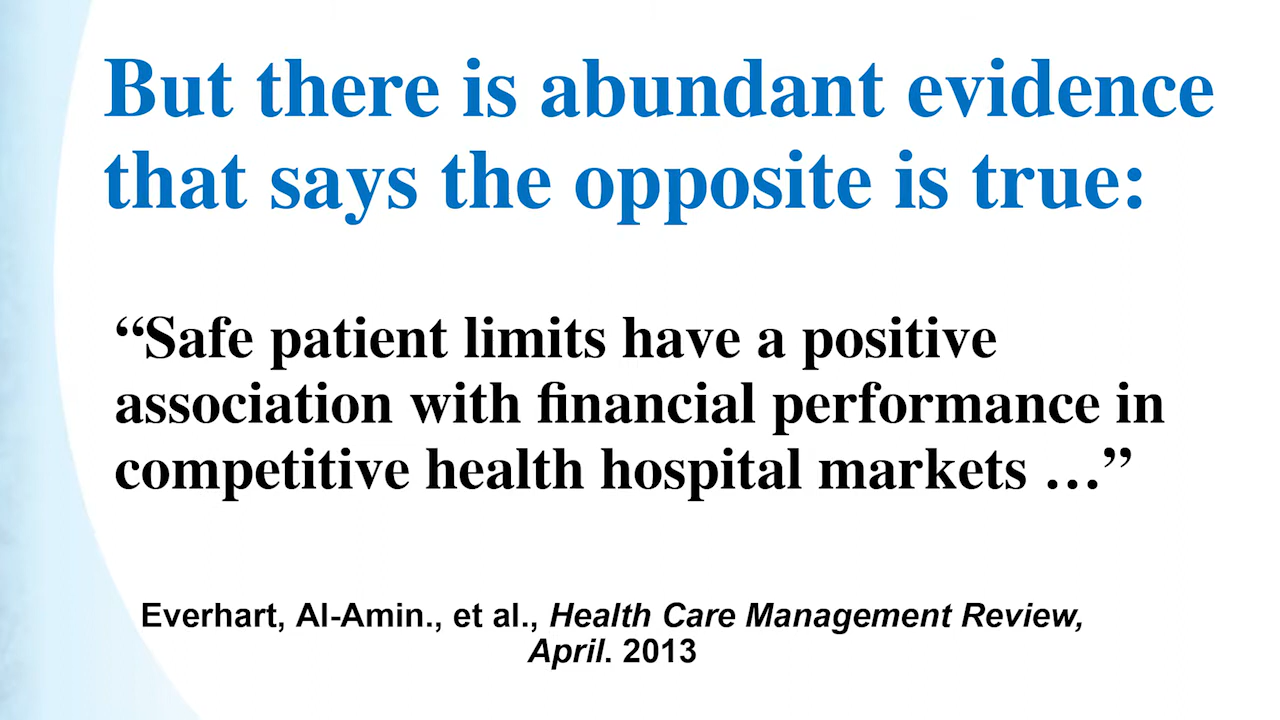 But there is abundant evidence
that says the opposite is true:
“Safe patient limits have a positive
association with financial performance in
competitive health hospital markets …”
Everhart, Al-Amin., et al., Health Care Management Review,
April. 2013